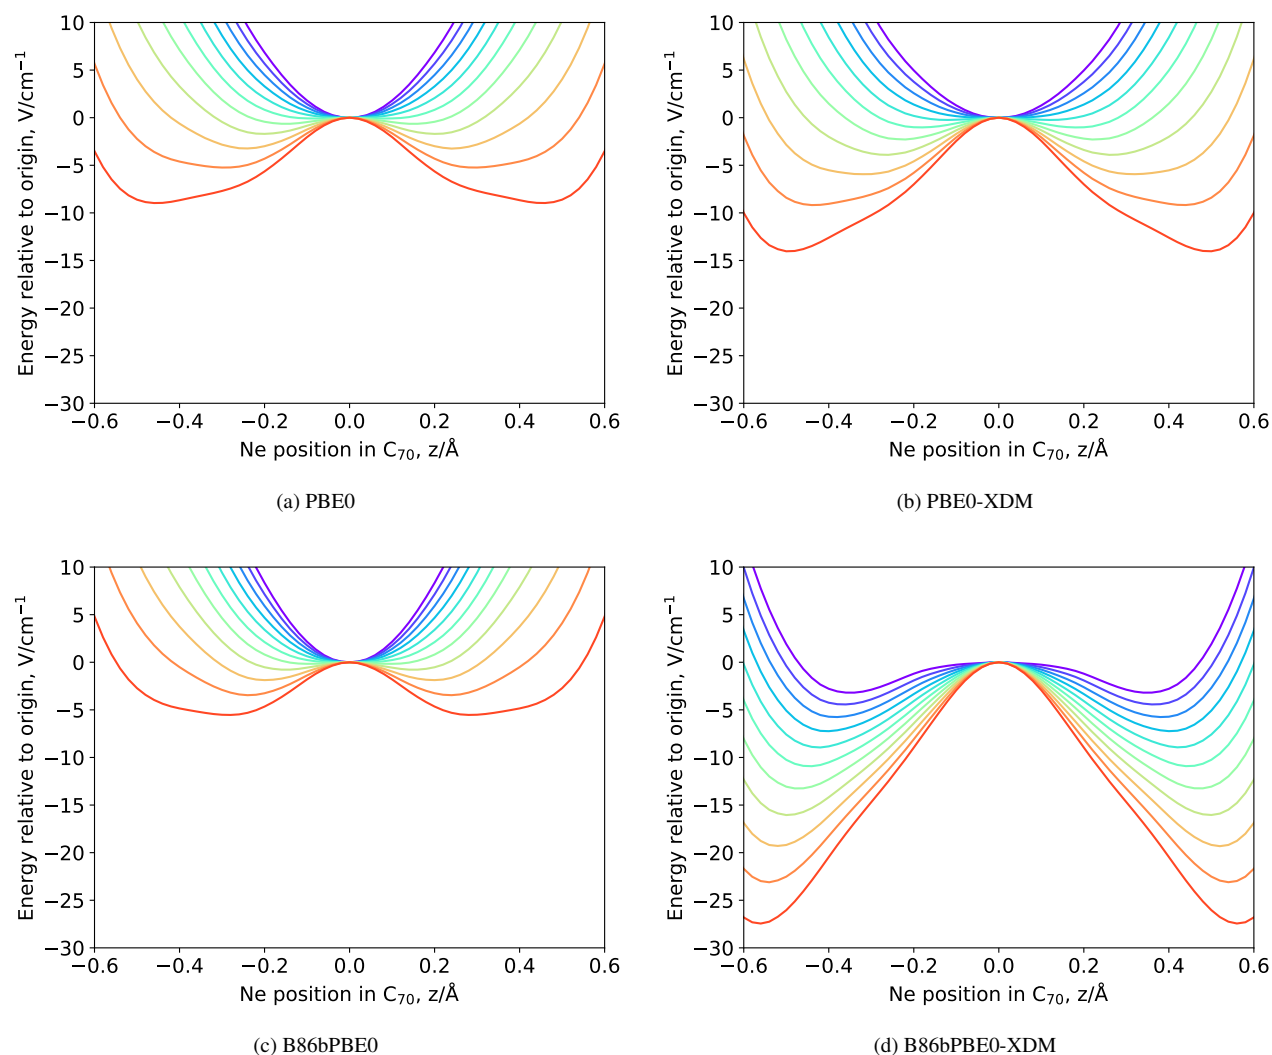 10
5
0
−5
−10
−15
−20
−25
−30
−0.6 −0.4 −0.2 0.0 0.2 0.4 0.6
Energy relative to origin, V/cm⁻¹
Ne position in C₇₀, z/Å
(a) PBE0
10
5
0
−5
−10
−15
−20
−25
−30
−0.6 −0.4 −0.2 0.0 0.2 0.4 0.6
Energy relative to origin, V/cm⁻¹
Ne position in C₇₀, z/Å
(b) PBE0-XDM
10
5
0
−5
−10
−15
−20
−25
−30
−0.6 −0.4 −0.2 0.0 0.2 0.4 0.6
Energy relative to origin, V/cm⁻¹
Ne position in C₇₀, z/Å
(c) B86bPBE0
10
5
0
−5
−10
−15
−20
−25
−30
−0.6 −0.4 −0.2 0.0 0.2 0.4 0.6
Energy relative to origin, V/cm⁻¹
Ne position in C₇₀, z/Å
(d) B86bPBE0-XDM